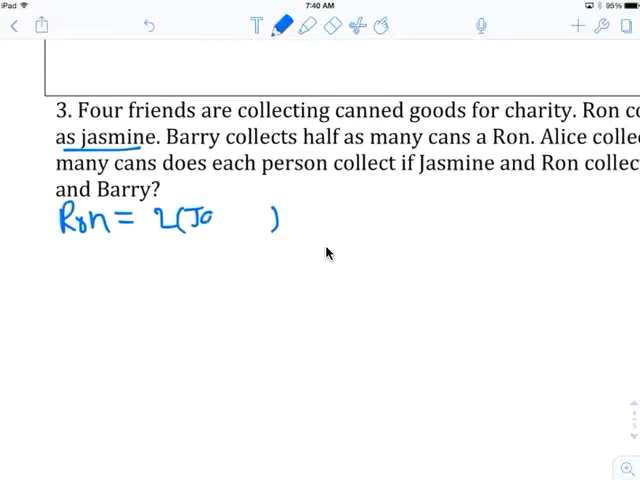 iPad 7:40 AM 95%
T
3. Four friends are collecting canned goods for charity. Ron co
as jasmine. Barry collects half as many cans a Ron. Alice collec
many cans does each person collect if Jasmine and Ron collect
and Barry?
Ron = 2(Ja )